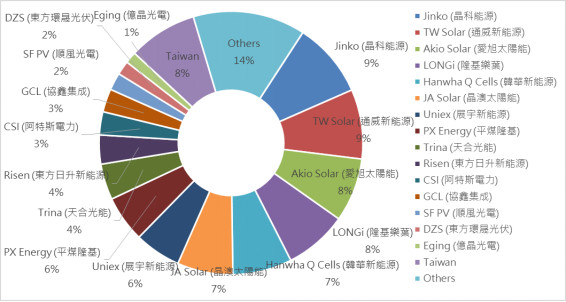 Jinko (晶科能源)
9%
TW Solar (通威新能源)
9%
Akio Solar (愛旭太陽能)
8%
LONGi (隆基樂葉)
8%
Hanwha Q Cells (韓華新能源)
7%
JA Solar (晶澳太陽能)
7%
Uniex (展宇新能源)
6%
PX Energy (平煤隆基)
6%
Trina (天合光能)
4%
Risen (東方日升新能源)
4%
CSI (阿特斯電力)
3%
GCL (協鑫集成)
3%
SF PV (順風光電)
2%
DZS (東方環晟光伏)
2%
Eging (億晶光電)
1%
Taiwan
8%
Others
14%
Jinko (晶科能源)
TW Solar (通威新能源)
Akio Solar (愛旭太陽能)
LONGi (隆基樂葉)
Hanwha Q Cells (韓華新能源)
JA Solar (晶澳太陽能)
Uniex (展宇新能源)
PX Energy (平煤隆基)
Trina (天合光能)
Risen (東方日升新能源)
CSI (阿特斯電力)
GCL (協鑫集成)
SF PV (順風光電)
DZS (東方環晟光伏)
Eging (億晶光電)
Taiwan
Others